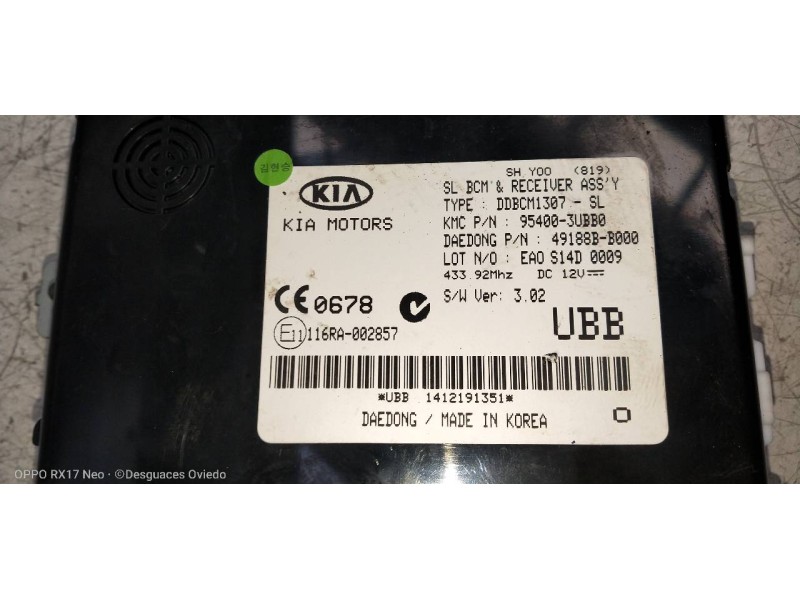 김형승
KIA
KIA MOTORS
SH YOO (819)
SL BCM & RECEIVER ASS'Y
TYPE : DDBCM1307 - SL
KMC P/N : 95400-3UBB0
DAEDONG P/N : 49188B-B000
LOT N/O : EAO S14D 0009
433.92Mhz DC 12V
S/W Ver: 3.02
CE 0678
E11 116RA-002857
UBB
*UBB 1412191351*
DAEDONG / MADE IN KOREA
O
OPPO RX17 Neo · ©Desguaces Oviedo